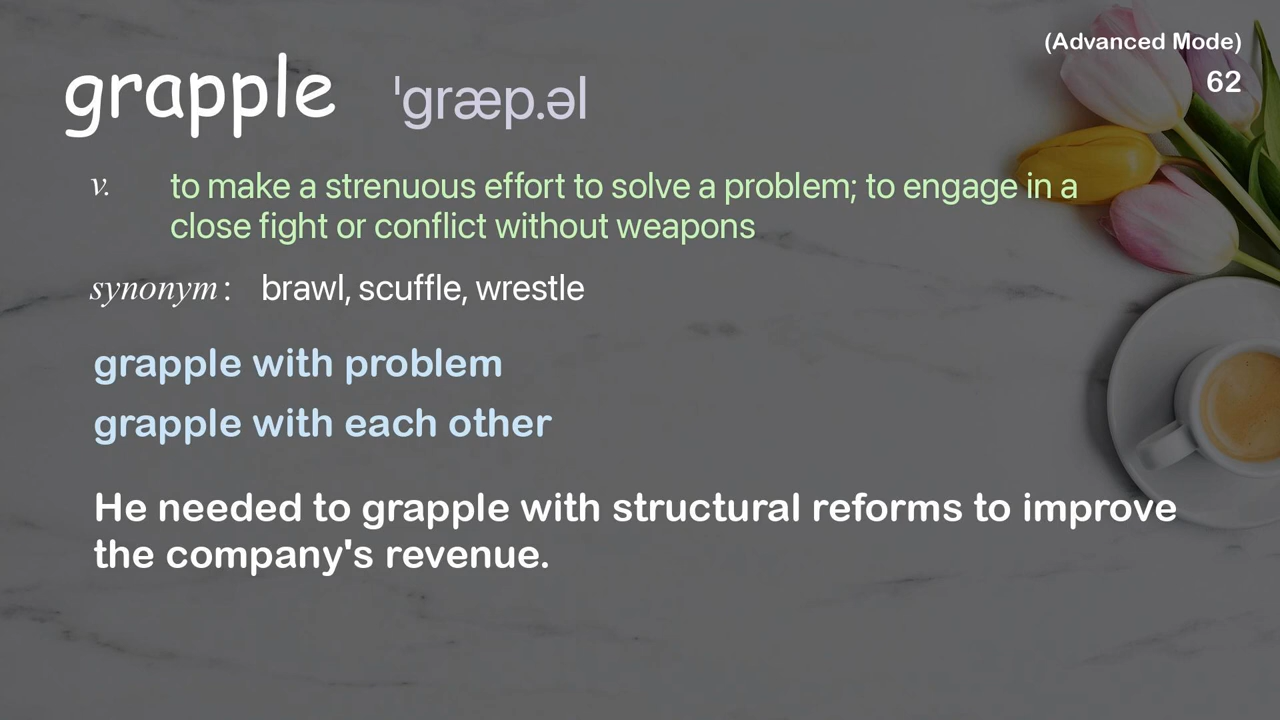 (Advanced Mode)
62
grapple ˈɡræp.əl
v. to make a strenuous effort to solve a problem; to engage in a
close fight or conflict without weapons
synonym : brawl, scuffle, wrestle
grapple with problem
grapple with each other
He needed to grapple with structural reforms to improve
the company's revenue.